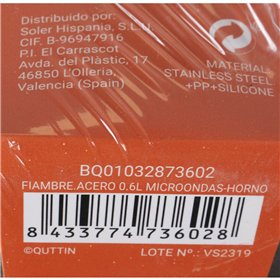 Distribuido por:
Soler Hispania, S.L.U.
CIF. B-96947916
P.I. El Carrascot
Avda. del Plàstic, 17
46850 L'Olleria,
Valencia (Spain)
MATERIAL:
STAINLESS STEEL
+PP+SILICONE
BQ01032873602
FIAMBRE.ACERO 0.6L MICROONDAS-HORNO
8 433774 736028
©QUTTIN
LOTE Nº.: VS2319